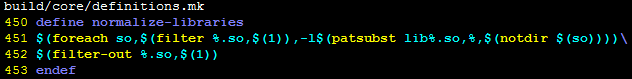 build/core/definitions.mk
450 define normalize-libraries
451 $(foreach so,$(filter %.so,$(1)),-l$(patsubst lib%.so,%,$(notdir $(so))))\
452 $(filter-out %.so,$(1))
453 endef